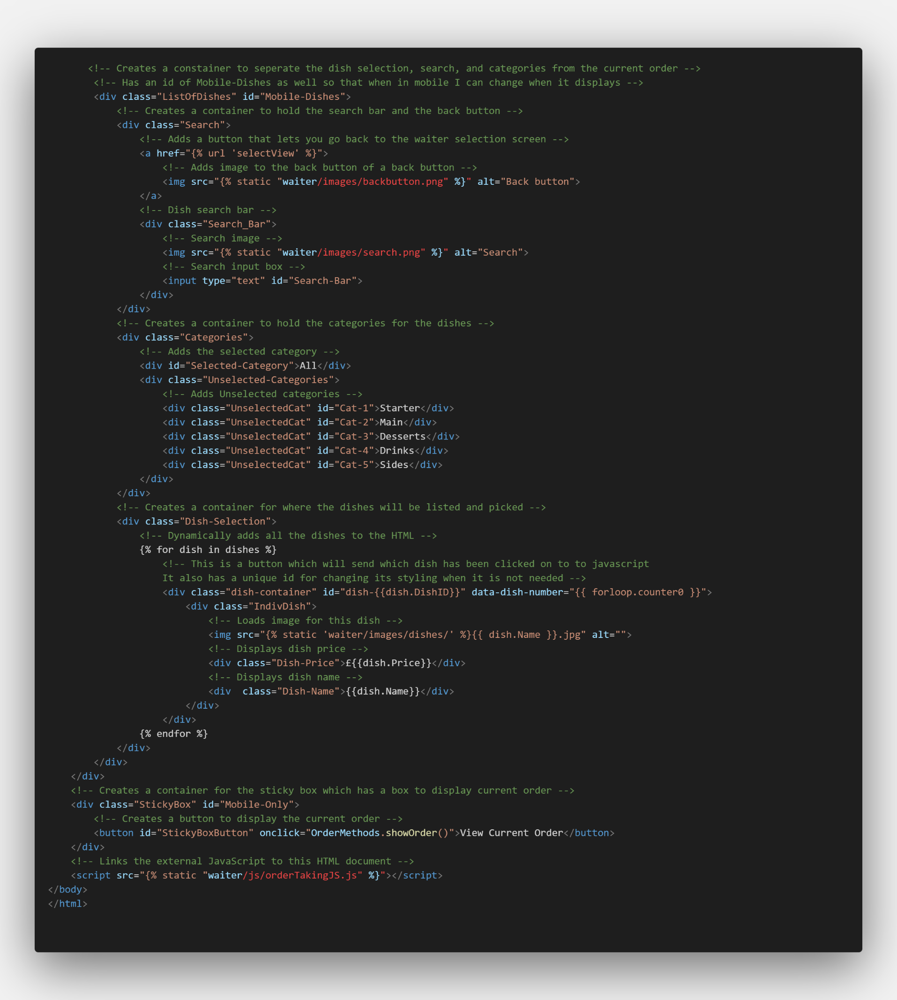 <!-- Creates a constainer to seperate the dish selection, search, and categories from the current order -->
<!-- Has an id of Mobile-Dishes as well so that when in mobile I can change when it displays -->
<div class="ListOfDishes" id="Mobile-Dishes">
<!-- Creates a container to hold the search bar and the back button -->
<div class="Search">
<!-- Adds a button that lets you go back to the waiter selection screen -->
<a href="{% url 'selectView' %}">
<!-- Adds image to the back button of a back button -->
<img src="{% static "waiter/images/backbutton.png" %}" alt="Back button">
</a>
<!-- Dish search bar -->
<div class="Search_Bar">
<!-- Search image -->
<img src="{% static "waiter/images/search.png" %}" alt="Search">
<!-- Search input box -->
<input type="text" id="Search-Bar">
</div>
</div>
<!-- Creates a container to hold the categories for the dishes -->
<div class="Categories">
<!-- Adds the selected category -->
<div id="Selected-Category">All</div>
<div class="Unselected-Categories">
<!-- Adds Unselected categories -->
<div class="UnselectedCat" id="Cat-1">Starter</div>
<div class="UnselectedCat" id="Cat-2">Main</div>
<div class="UnselectedCat" id="Cat-3">Desserts</div>
<div class="UnselectedCat" id="Cat-4">Drinks</div>
<div class="UnselectedCat" id="Cat-5">Sides</div>
</div>
</div>
<!-- Creates a container for where the dishes will be listed and picked -->
<div class="Dish-Selection">
<!-- Dynamically adds all the dishes to the HTML -->
{% for dish in dishes %}
<!-- This is a button which will send which dish has been clicked on to to javascript
It also has a unique id for changing its styling when it is not needed -->
<div class="dish-container" id="dish-{{dish.DishID}}" data-dish-number="{{ forloop.counter0 }}">
<div class="IndivDish">
<!-- Loads image for this dish -->
<img src="{% static 'waiter/images/dishes/' %}{{ dish.Name }}.jpg" alt="">
<!-- Displays dish price -->
<div class="Dish-Price">£{{dish.Price}}</div>
<!-- Displays dish name -->
<div  class="Dish-Name">{{dish.Name}}</div>
</div>
</div>
{% endfor %}
</div>
</div>
</div>
<!-- Creates a container for the sticky box which has a box to display current order -->
<div class="StickyBox" id="Mobile-Only">
<!-- Creates a button to display the current order -->
<button id="StickyBoxButton" onclick="OrderMethods.showOrder()">View Current Order</button>
</div>
<!-- Links the external JavaScript to this HTML document -->
<script src="{% static "waiter/js/orderTakingJS.js" %}"></script>
</body>
</html>